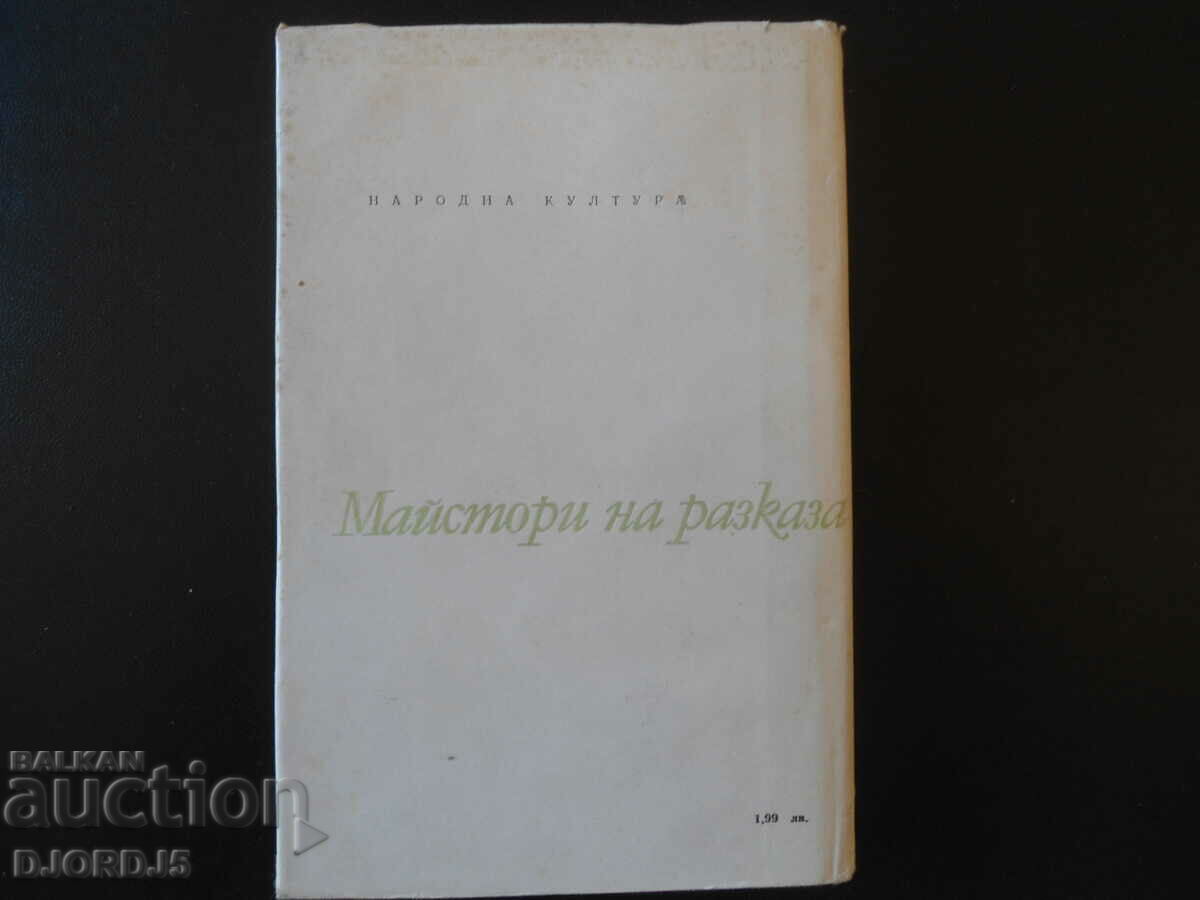 НАРОДНА КУЛТУРА
Майстори на разказа
1,99 лв.
BALKAN
auction
DJORDJ5